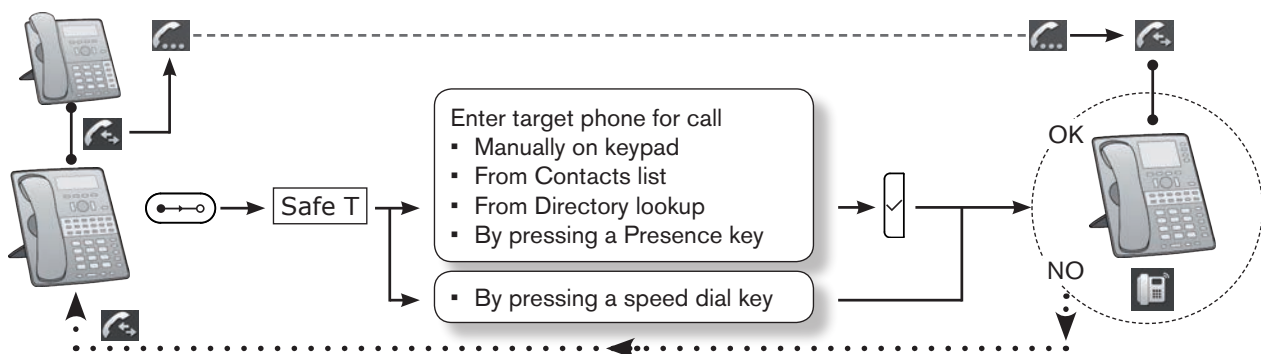 OK
Enter target phone for call
▪ Manually on keypad
▪ From Contacts list
▪ From Directory lookup
▪ By pressing a Presence key
Safe T
NO
▪ By pressing a speed dial key